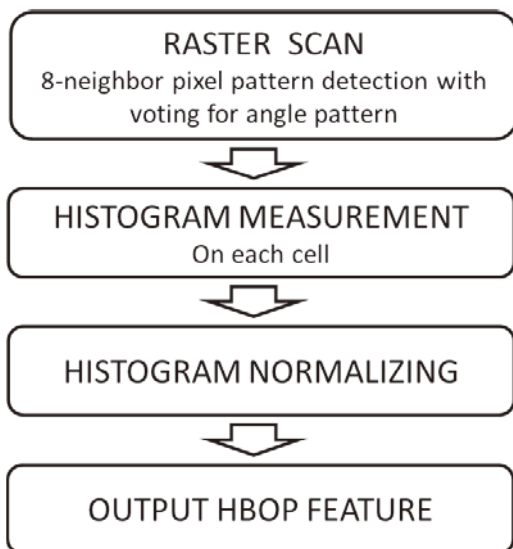 RASTER SCAN
8-neighbor pixel pattern detection with
voting for angle pattern
HISTOGRAM MEASUREMENT
On each cell
HISTOGRAM NORMALIZING
OUTPUT HBOP FEATURE